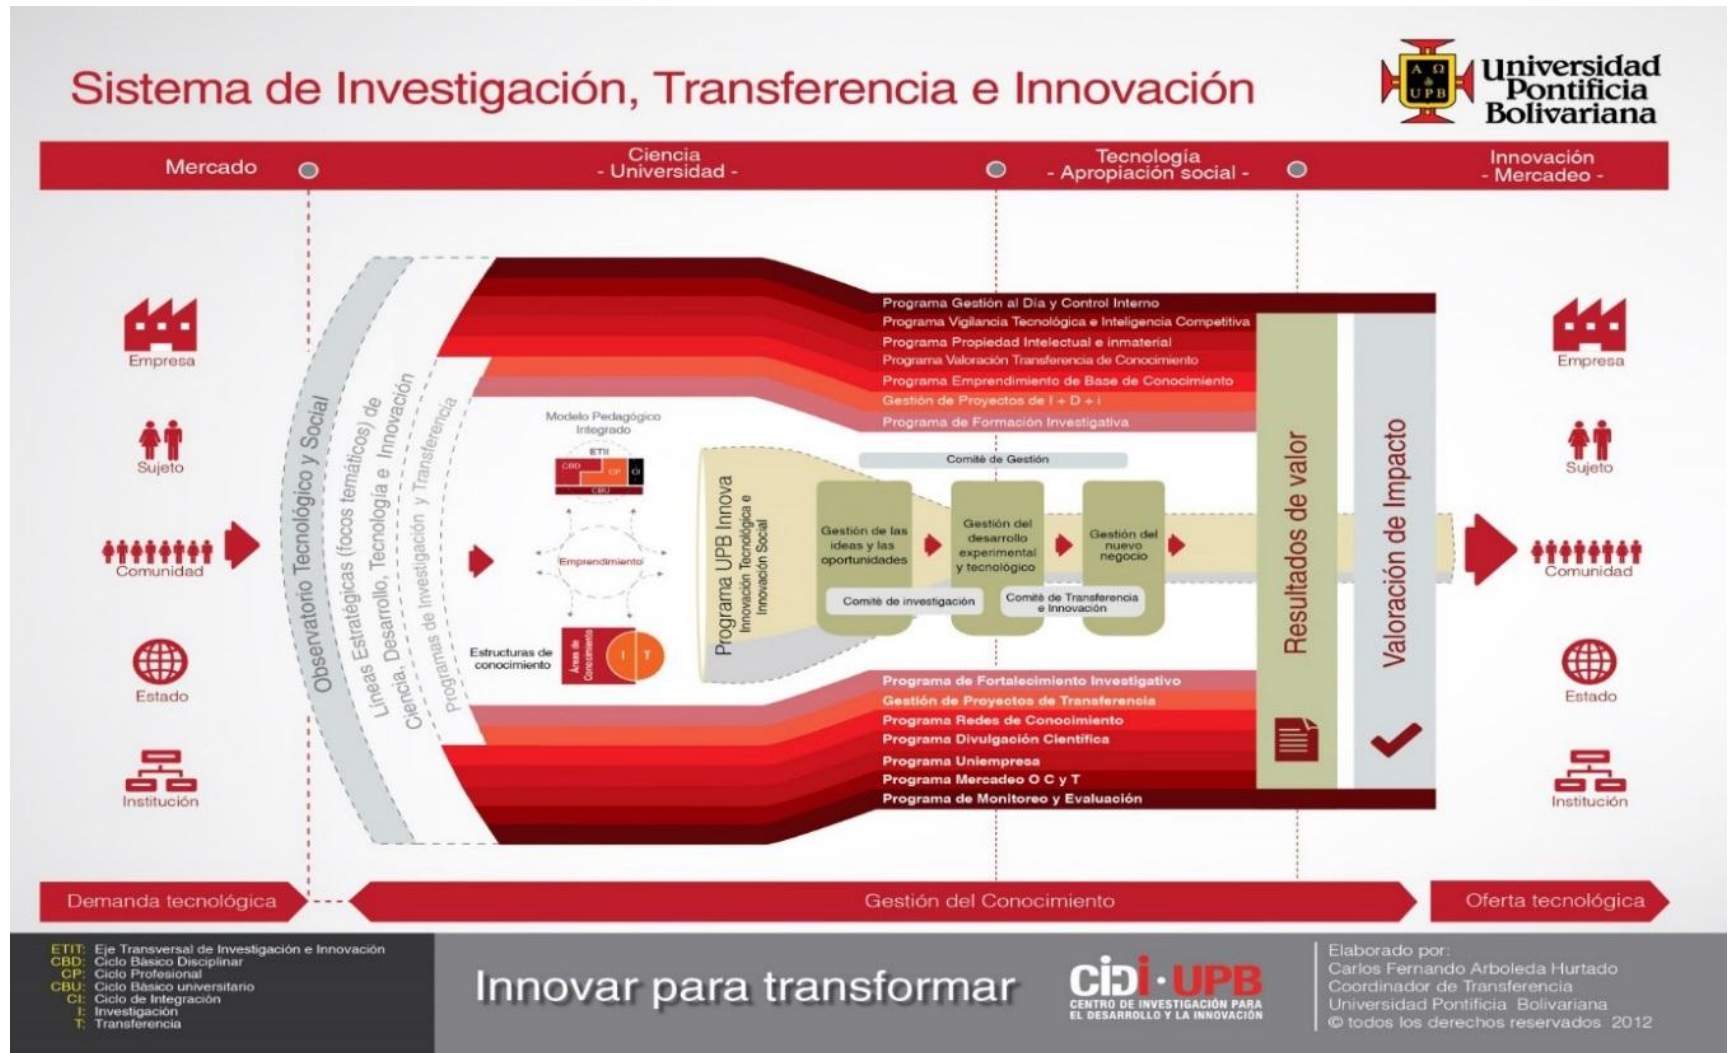 Sistema de Investigación, Transferencia e Innovación
Universidad
Pontificia
Bolivariana
A Ω
UPB
Mercado
Ciencia
- Universidad -
Tecnología
- Apropiación social -
Innovación
- Mercadeo -
Empresa
Sujeto
Comunidad
Estado
Institución
Observatorio Tecnológico y Social
Líneas Estratégicas (focos temáticos) de
Ciencia, Desarrollo, Tecnología e Innovación
Programas de Investigación y Transferencia
Programa Gestión al Día y Control Interno
Programa Vigilancia Tecnológica e Inteligencia Competitiva
Programa Propiedad Intelectual e inmaterial
Programa Valoración Transferencia de Conocimiento
Programa Emprendimiento de Base de Conocimiento
Gestión de Proyectos de I + D + i
Programa de Formación Investigativa
Modelo Pedagógico
Integrado
CBD
CP
CBU
Emprendimiento
Estructuras de
conocimiento
Áreas de
Conocimiento
I
T
Programa UPB Innova
Innovación Tecnológica e
Innovación Social
Comité de Gestión
Gestión de las
ideas y las
oportunidades
Gestión del
desarrollo
experimental
y tecnológico
Gestión del
nuevo
negocio
Comité de investigación
Comité de Transferencia
e Innovación
Programa de Fortalecimiento Investigativo
Gestión de Proyectos de Transferencia
Programa Redes de Conocimiento
Programa Divulgación Científica
Programa Uniempresa
Programa Mercadeo O C y T
Programa de Monitoreo y Evaluación
Resultados de valor
Valoración de Impacto
Empresa
Sujeto
Comunidad
Estado
Institución
Demanda tecnológica
Gestión del Conocimiento
Oferta tecnológica
ETIT: Eje Transversal de Investigación e Innovación
CBD: Ciclo Básico Disciplinar
CP: Ciclo Profesional
CBU: Ciclo Básico universitario
CI: Ciclo de Integración
I: Investigación
T: Transferencia
Innovar para transformar
CIDI·UPB
CENTRO DE INVESTIGACIÓN PARA
EL DESARROLLO Y LA INNOVACIÓN
Elaborado por:
Carlos Fernando Arboleda Hurtado
Coordinador de Transferencia
Universidad Pontificia Bolivariana
© todos los derechos reservados 2012